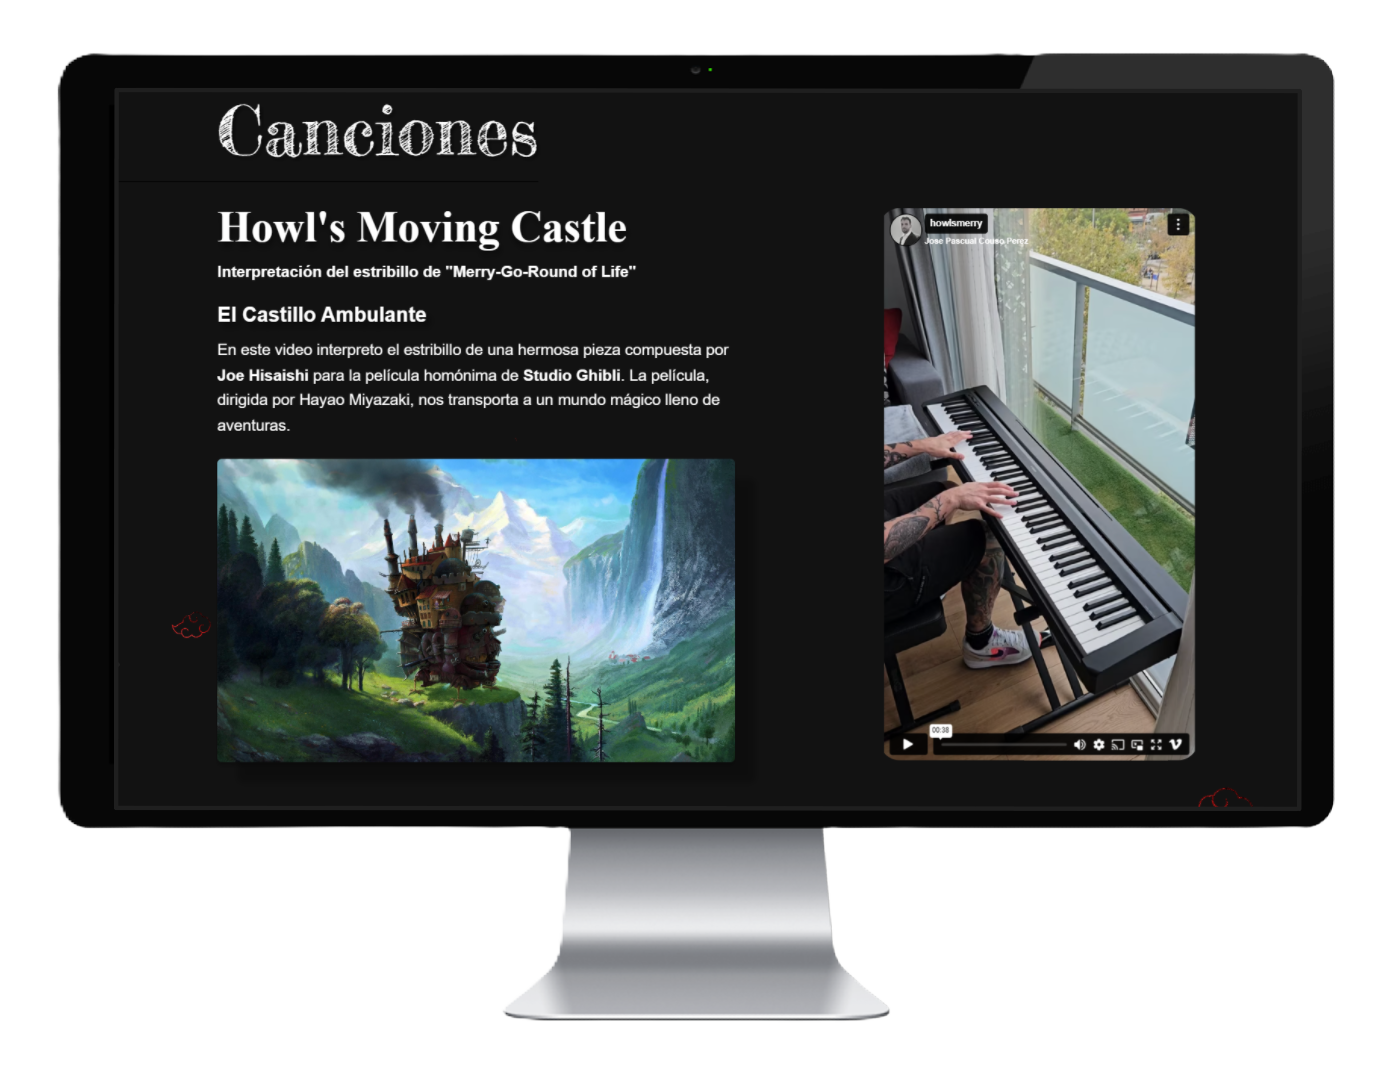 Canciones
Howl's Moving Castle
Interpretación del estribillo de "Merry-Go-Round of Life"
El Castillo Ambulante
En este video interpreto el estribillo de una hermosa pieza compuesta por
Joe Hisaishi para la película homónima de Studio Ghibli. La película,
dirigida por Hayao Miyazaki, nos transporta a un mundo mágico lleno de
aventuras.
howlsmerry
Jose Pascual Couso Perez
00:38